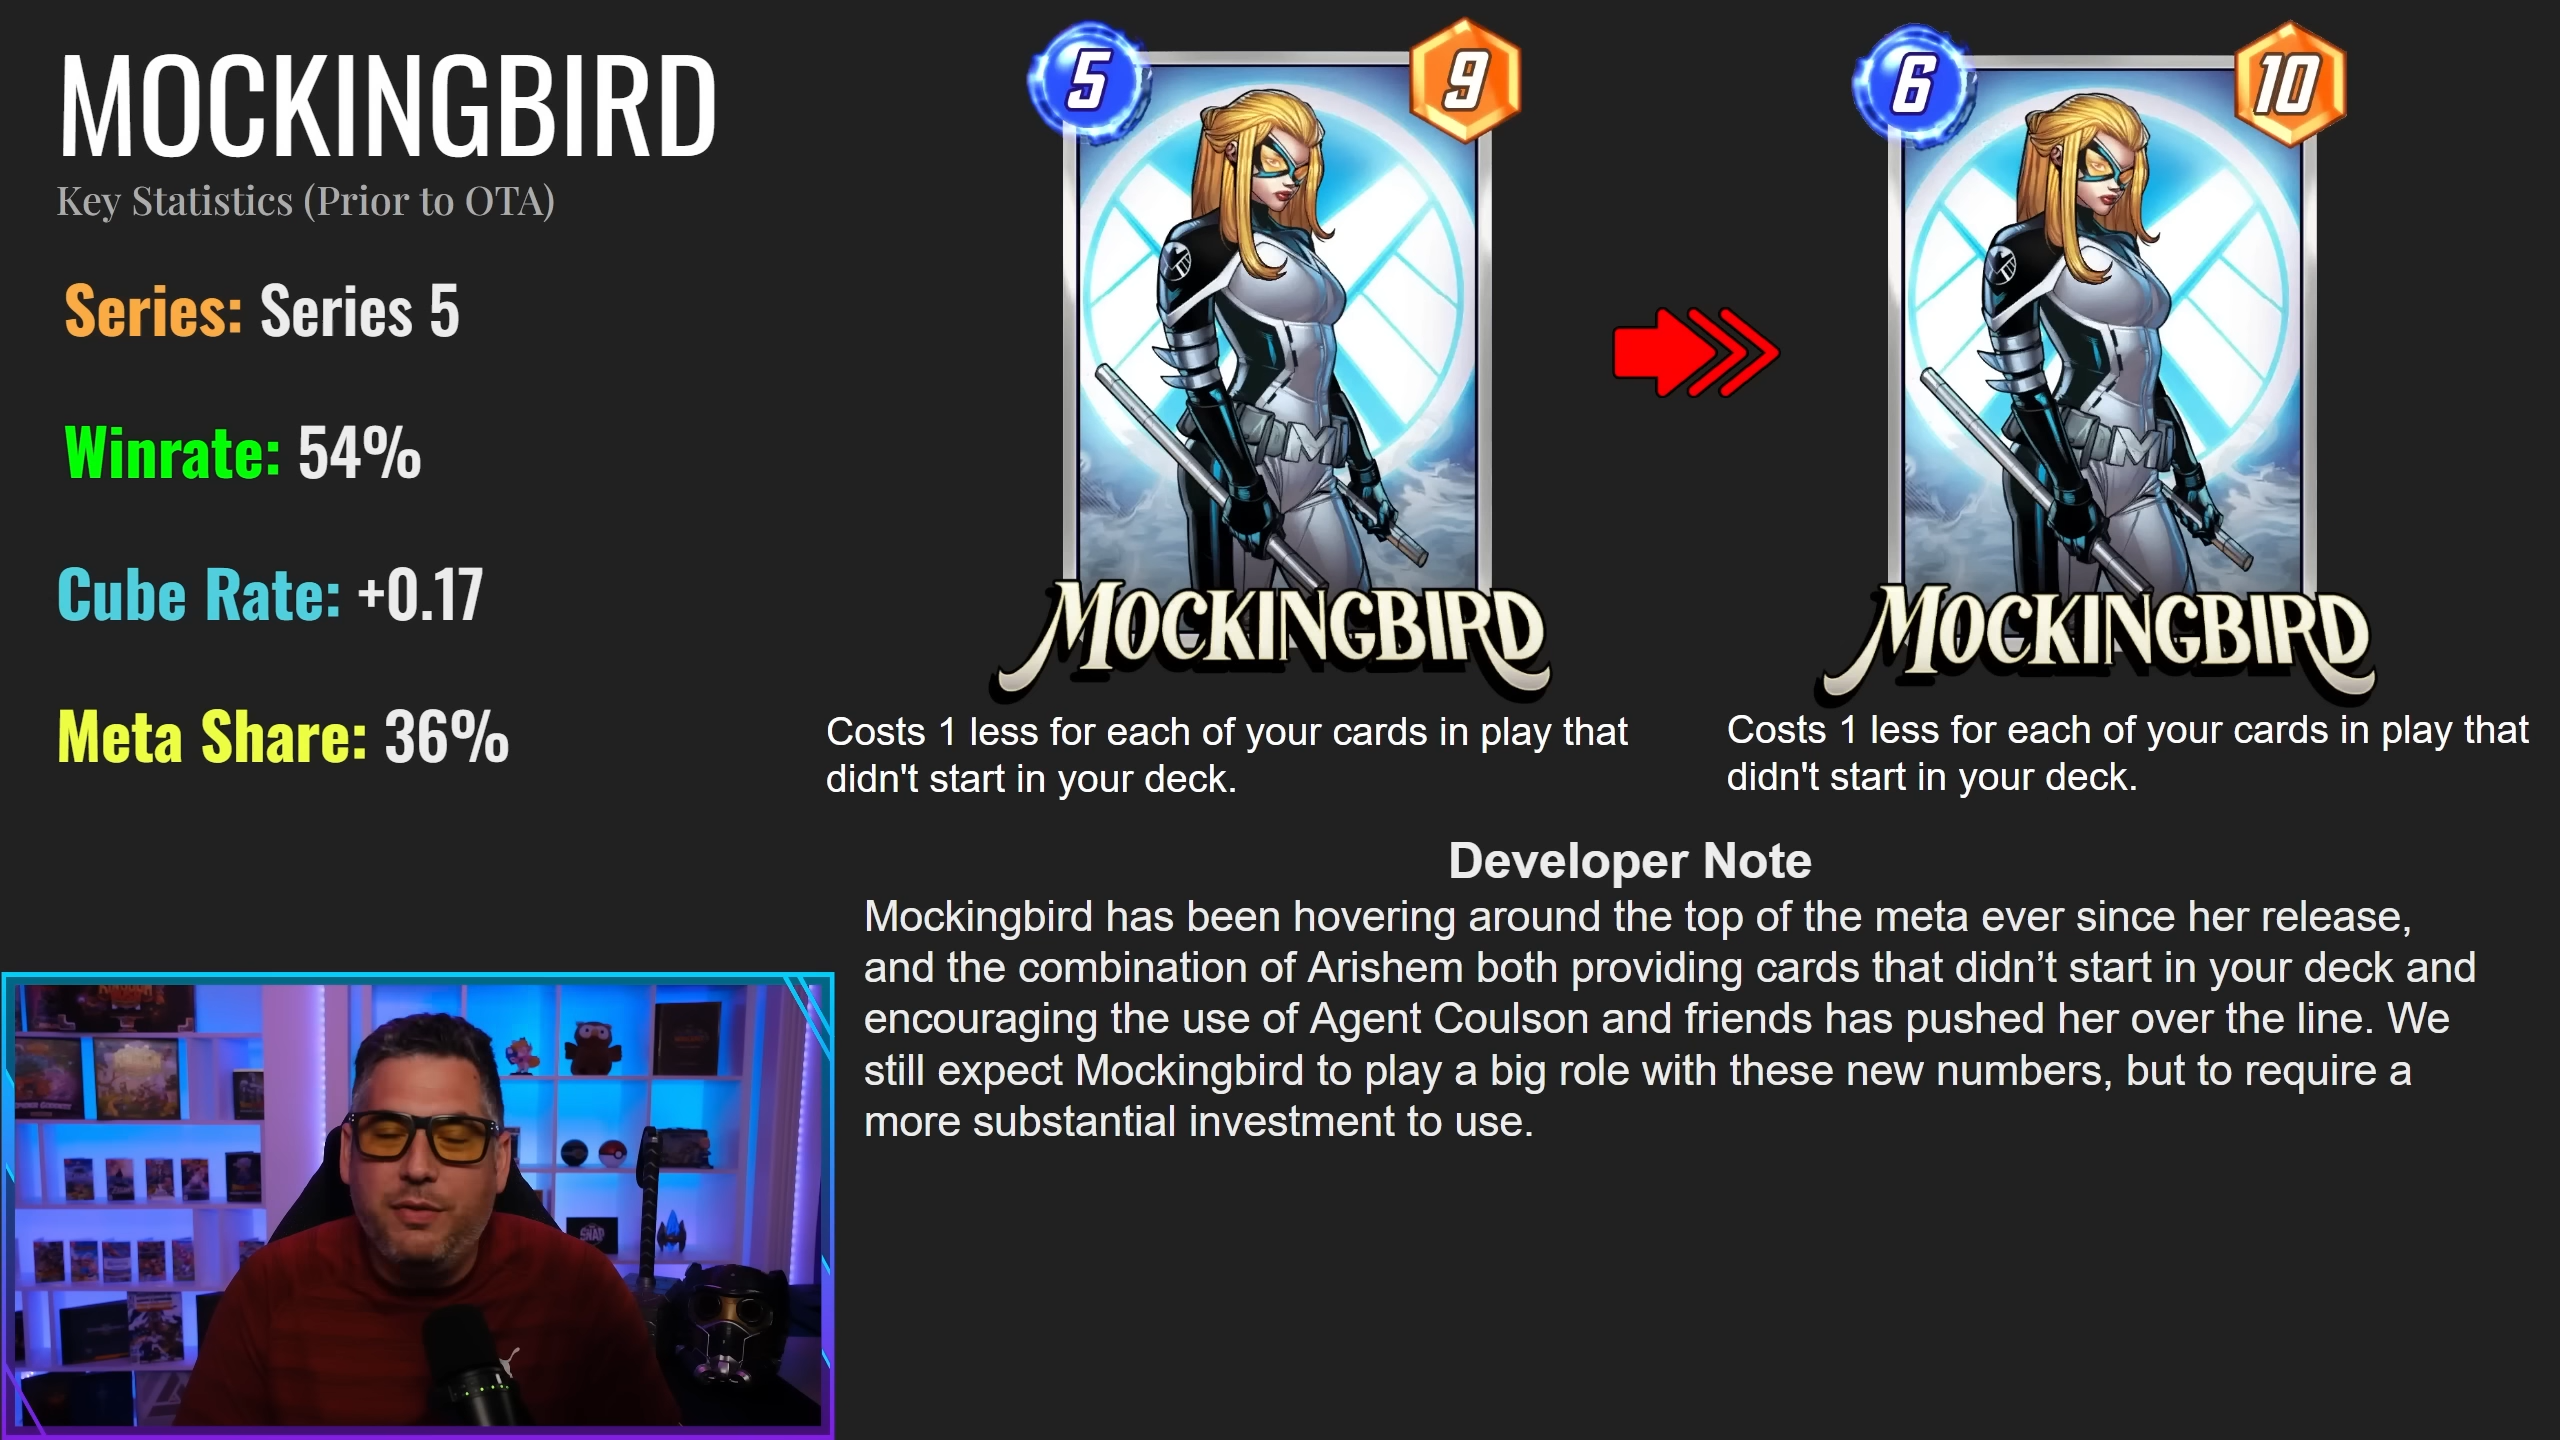 MOCKINGBIRD
Key Statistics (Prior to OTA)
Series: Series 5
Winrate: 54%
Cube Rate: +0.17
Meta Share: 36%
5
9
M
MOCKINGBIRD
Costs 1 less for each of your cards in play that
didn't start in your deck.
6
10
M
MOCKINGBIRD
Costs 1 less for each of your cards in play that
didn't start in your deck.
Developer Note
Mockingbird has been hovering around the top of the meta ever since her release,
and the combination of Arishem both providing cards that didn’t start in your deck and
encouraging the use of Agent Coulson and friends has pushed her over the line. We
still expect Mockingbird to play a big role with these new numbers, but to require a
more substantial investment to use.
SNAP